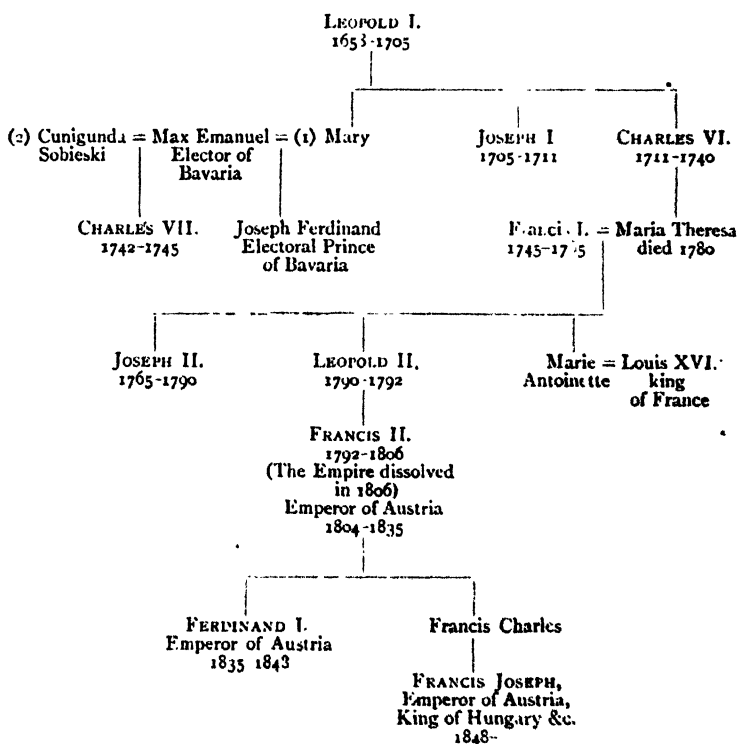 LEOPOLD I.
1653-1705
(2) Cunigunda = Max Emanuel = (1) Mary
Sobieski
Elector of
Bavaria
JOSEPH I
1705-1711
CHARLES VI.
1711-1740
CHARLES VII.
1742-1745
Joseph Ferdinand
Electoral Prince
of Bavaria
I. = Maria Theresa
died 1780
JOSEPH II.
1765-1790
LEOPOLD II.
1790-1792
Marie = Louis XVI.
Antoinette
king
of France
FRANCIS II.
1792-1806
(The Empire dissolved
in 1806)
Emperor of Austria
1804-1835
FERDINAND I.
Emperor of Austria
1835 1848
Francis Charles
FRANCIS JOSEPH,
Emperor of Austria,
King of Hungary &c.
1848-